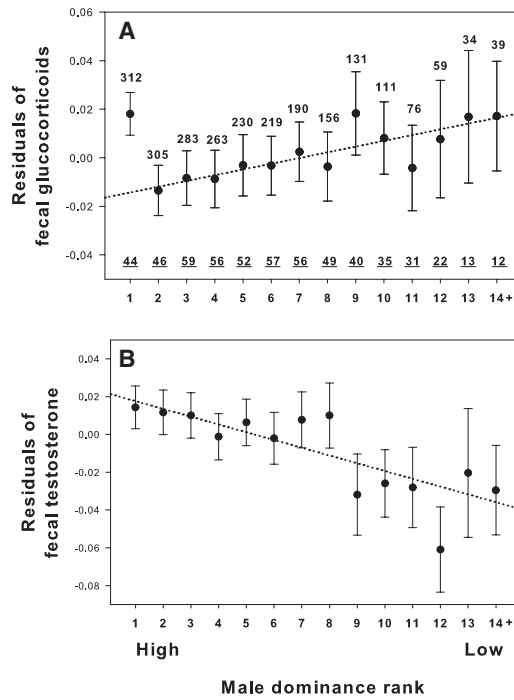 A
Residuals of
fecal glucocorticoids
0.06
0.04
0.02
0.00
-0.02
-0.04
312 305 283 263 230 219 190 156 131 111 76 59 34 39
44 46 59 56 52 57 56 49 40 35 31 22 13 12
1 2 3 4 5 6 7 8 9 10 11 12 13 14+
B
Residuals of
fecal testosterone
0.04
0.02
0.00
-0.02
-0.04
-0.06
-0.08
1 2 3 4 5 6 7 8 9 10 11 12 13 14+
High Low
Male dominance rank